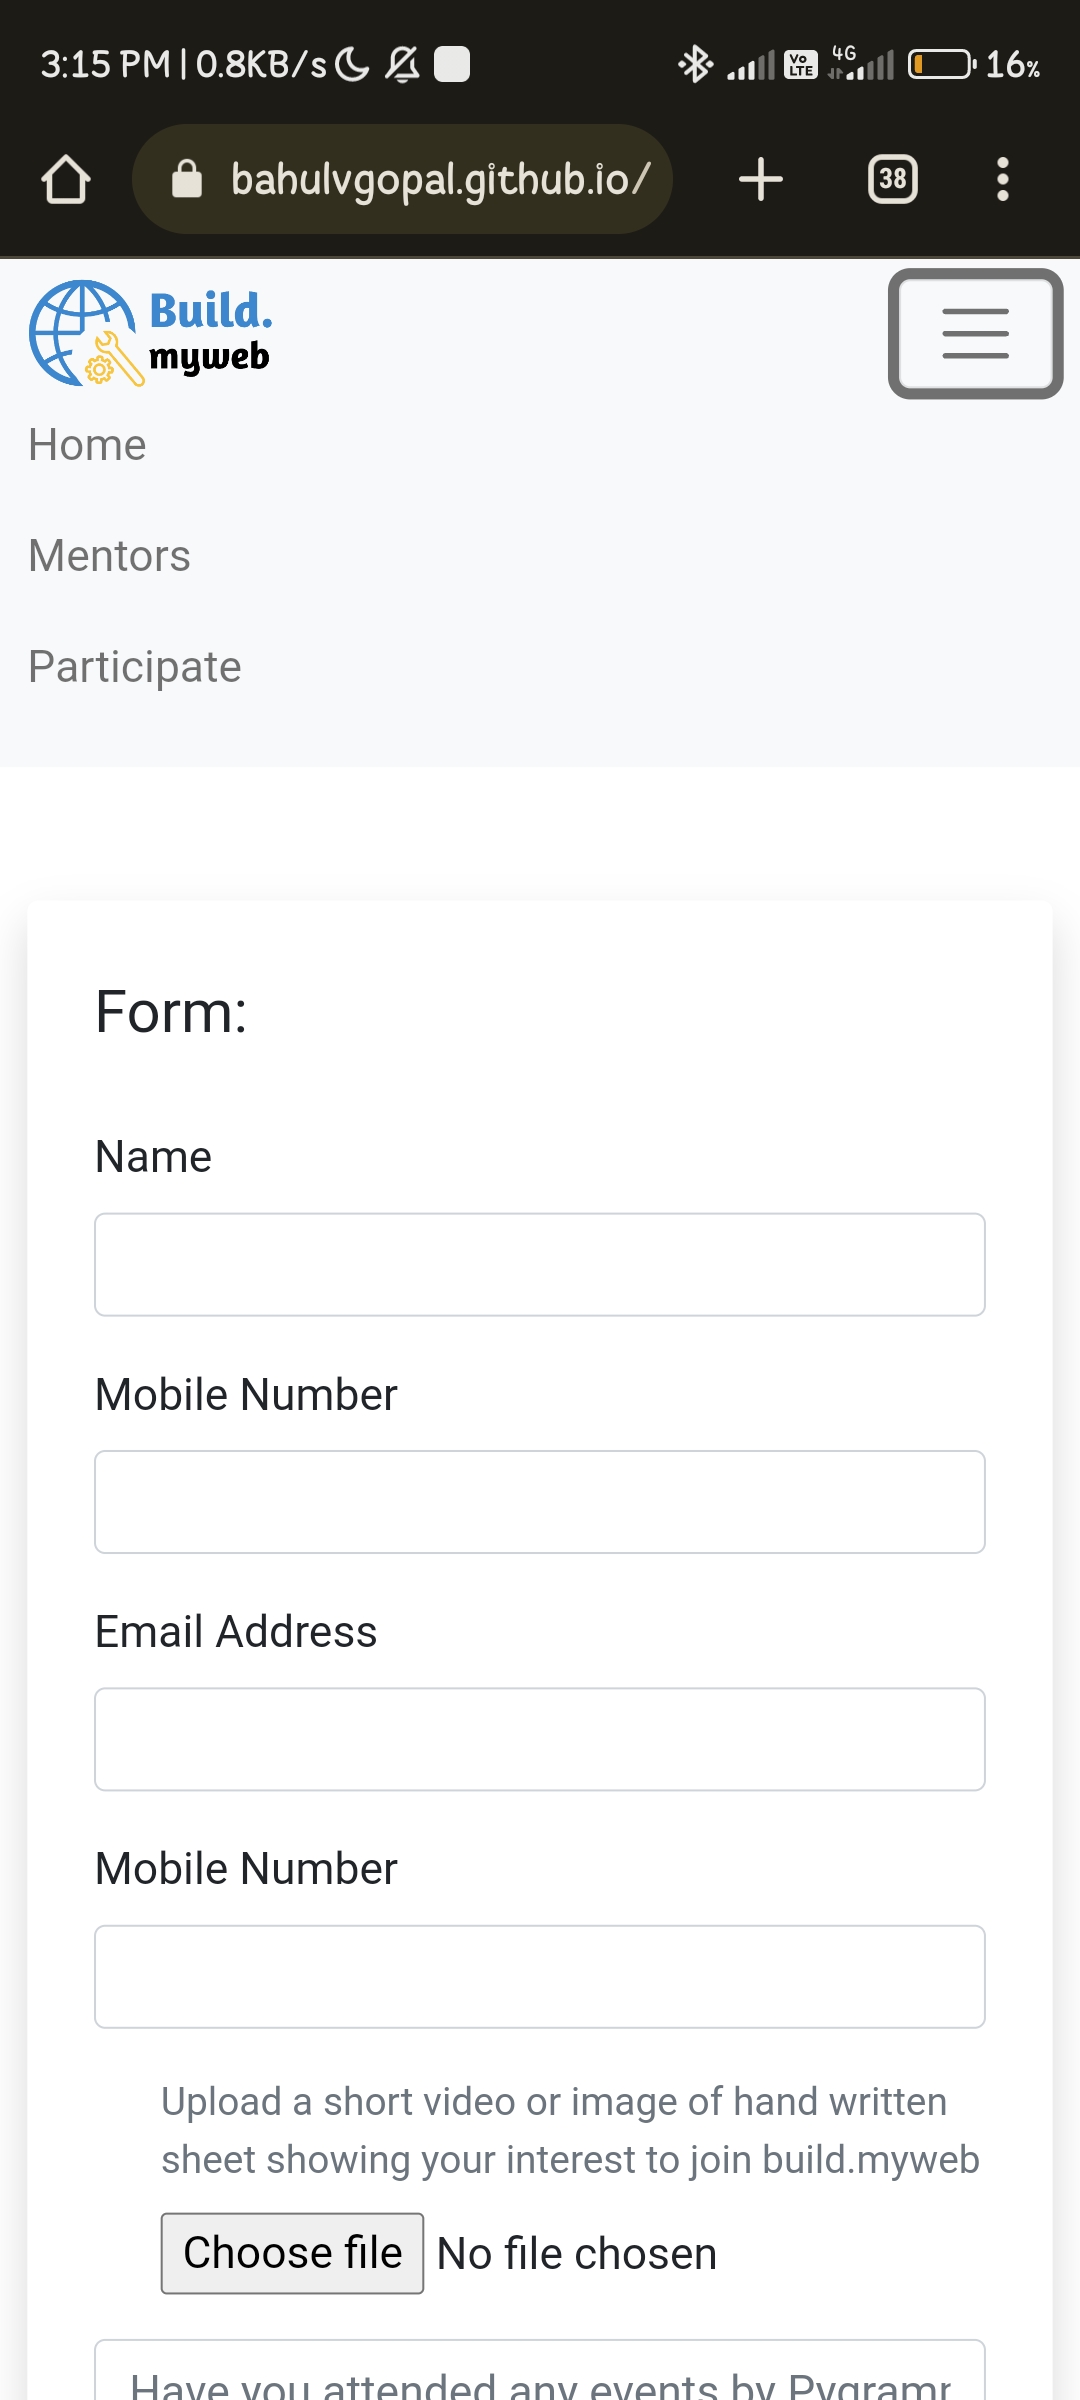 3:15 PM | 0.8KB/s Vo LTE 4G 16%
bahulvgopal.github.io/ 38
Build.
myweb
Home
Mentors
Participate
Form:
Name
Mobile Number
Email Address
Mobile Number
Upload a short video or image of hand written
sheet showing your interest to join build.myweb
Choose file No file chosen
Have you attended any events by